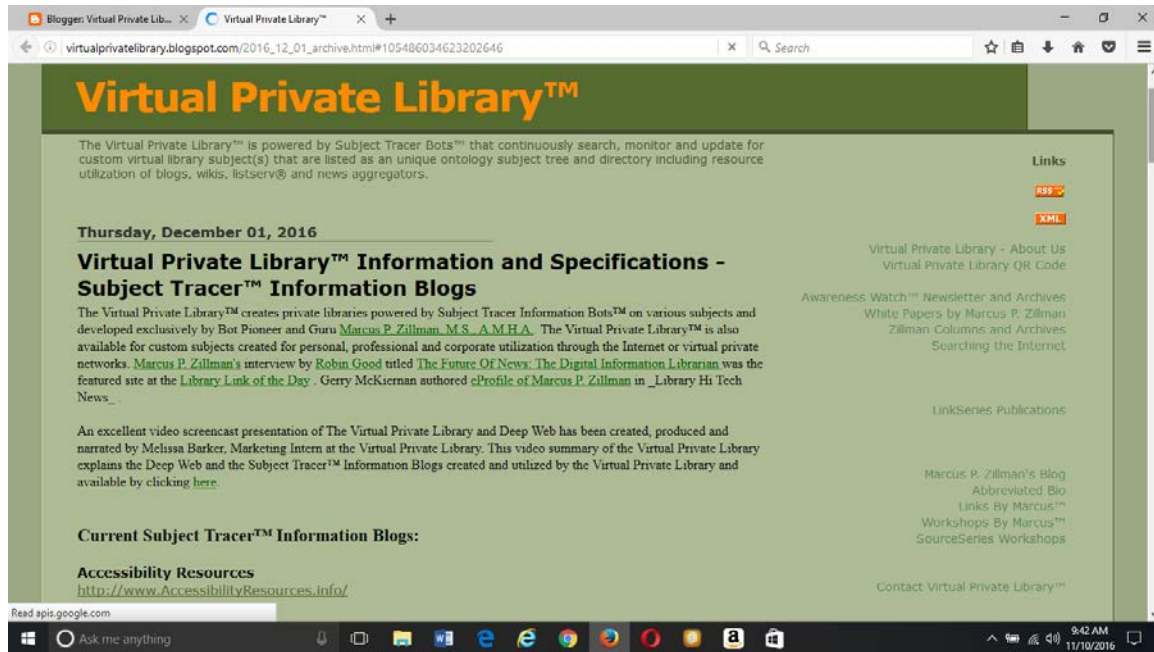 Blogger: Virtual Private Lib...
Virtual Private Library™
virtualprivatelibrary.blogspot.com/2016_12_01_archive.html#105486034623202646
Search
Virtual Private Library™
The Virtual Private Library™ is powered by Subject Tracer Bots™ that continuously search, monitor and update for
custom virtual library subject(s) that are listed as an unique ontology subject tree and directory including resource
utilization of blogs, wikis, listserv® and news aggregators.
Thursday, December 01, 2016
Virtual Private Library™ Information and Specifications -
Subject Tracer™ Information Blogs
The Virtual Private Library™ creates private libraries powered by Subject Tracer Information Bots™ on various subjects and
developed exclusively by Bot Pioneer and Guru Marcus P. Zillman, M.S., A.M.H.A. The Virtual Private Library™ is also
available for custom subjects created for personal, professional and corporate utilization through the Internet or virtual private
networks. Marcus P. Zillman's interview by Robin Good titled The Future Of News: The Digital Information Librarian was the
featured site at the Library Link of the Day . Gerry McKiernan authored eProfile of Marcus P. Zillman in _Library Hi Tech
News_ .
An excellent video screencast presentation of The Virtual Private Library and Deep Web has been created, produced and
narrated by Melissa Barker, Marketing Intern at the Virtual Private Library. This video summary of the Virtual Private Library
explains the Deep Web and the Subject Tracer™ Information Blogs created and utilized by the Virtual Private Library and
available by clicking here.
Current Subject Tracer™ Information Blogs:
Accessibility Resources
http://www.AccessibilityResources.info/
Links
RSS
XML
Virtual Private Library - About Us
Virtual Private Library QR Code
Awareness Watch™ Newsletter and Archives
White Papers by Marcus P. Zillman
Zillman Columns and Archives
Searching the Internet
LinkSeries Publications
Marcus P. Zillman's Blog
Abbreviated Bio
Links By Marcus™
Workshops By Marcus™
SourceSeries Workshops
Contact Virtual Private Library™
Read apis.google.com
Ask me anything
9:42 AM
11/10/2016